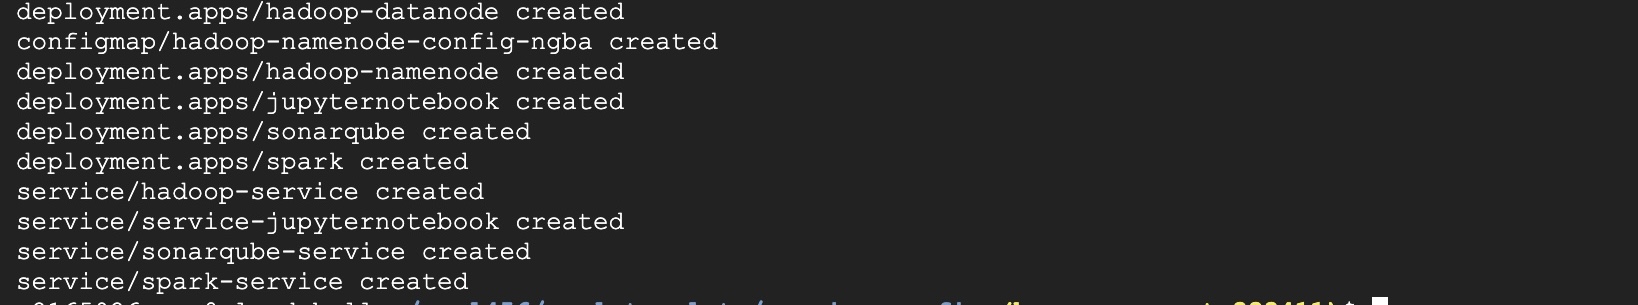 deployment.apps/hadoop-datanode created
configmap/hadoop-namenode-config-ngba created
deployment.apps/hadoop-namenode created
deployment.apps/jupyternotebook created
deployment.apps/sonarqube created
deployment.apps/spark created
service/hadoop-service created
service/service-jupyternotebook created
service/sonarqube-service created
service/spark-service created